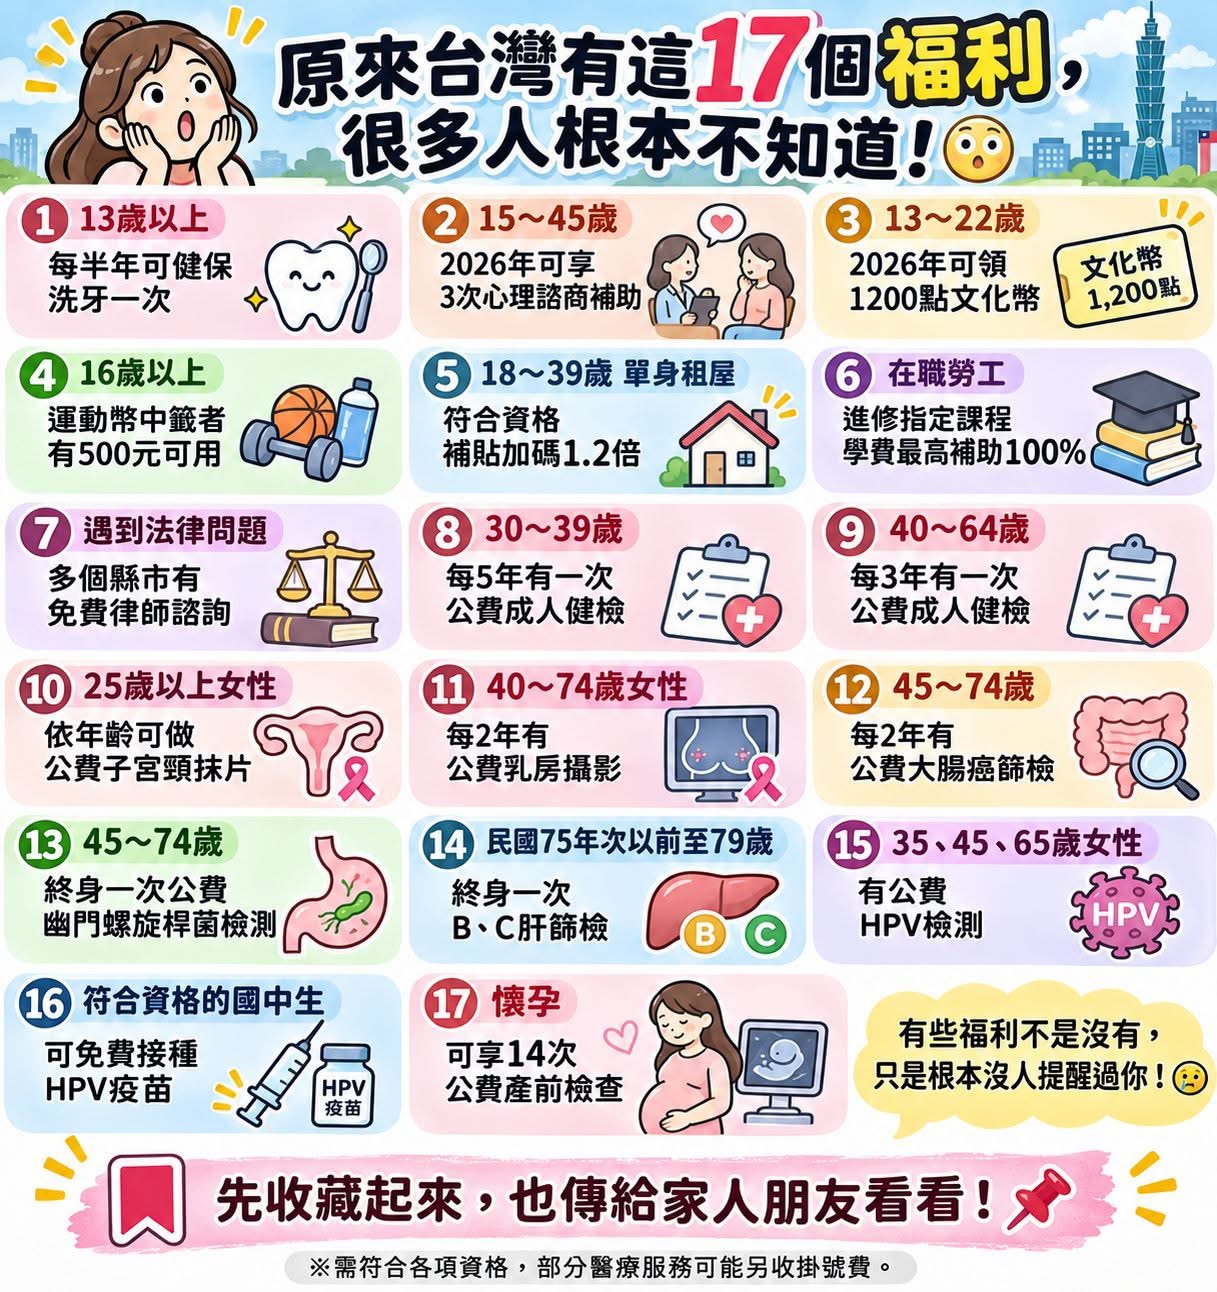 原來台灣有這17個福利，
很多人根本不知道！
1 13歲以上
每半年可健保
洗牙一次
2 15～45歲
2026年可享
3次心理諮商補助
3 13～22歲
2026年可領
1200點文化幣
文化幣
1,200點
4 16歲以上
運動幣中籤者
有500元可用
5 18～39歲 單身租屋
符合資格
補貼加碼1.2倍
6 在職勞工
進修指定課程
學費最高補助100%
7 遇到法律問題
多個縣市有
免費律師諮詢
8 30～39歲
每5年有一次
公費成人健檢
9 40～64歲
每3年有一次
公費成人健檢
10 25歲以上女性
依年齡可做
公費子宮頸抹片
11 40～74歲女性
每2年有
公費乳房攝影
12 45～74歲
每2年有
公費大腸癌篩檢
13 45～74歲
終身一次公費
幽門螺旋桿菌檢測
14 民國75年次以前至79歲
終身一次
B、C肝篩檢
B C
15 35、45、65歲女性
有公費
HPV檢測
HPV
16 符合資格的國中生
可免費接種
HPV疫苗
HPV
疫苗
17 懷孕
可享14次
公費產前檢查
有些福利不是沒有，
只是根本沒人提醒過你！
先收藏起來，也傳給家人朋友看看！
※需符合各項資格，部分醫療服務可能另收掛號費。